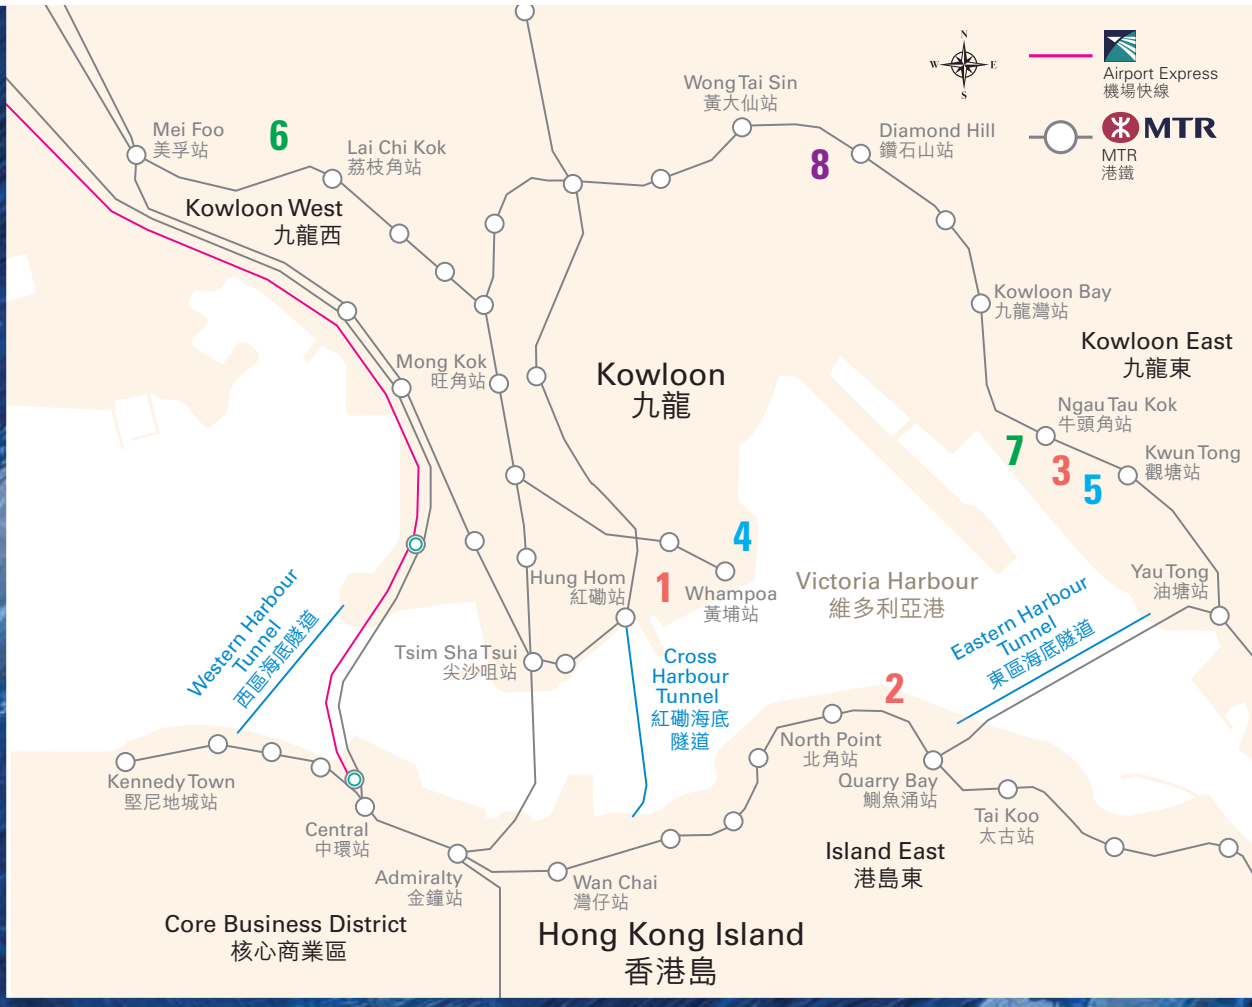 N
W
E
S
Airport Express
機場快線
MTR
MTR
港鐵
Wong Tai Sin
黃大仙站
Mei Foo
美孚站
6
Lai Chi Kok
荔枝角站
Diamond Hill
鑽石山站
8
Kowloon West
九龍西
Kowloon Bay
九龍灣站
Kowloon East
九龍東
Mong Kok
旺角站
Kowloon
九龍
Ngau Tau Kok
牛頭角站
7
3
5
Kwun Tong
觀塘站
4
Hung Hom
紅磡站
1
Whampoa
黃埔站
Victoria Harbour
維多利亞港
Yau Tong
油塘站
Western Harbour
Tunnel
西區海底隧道
Eastern Harbour
Tunnel
東區海底隧道
Tsim Sha Tsui
尖沙咀站
Cross
Harbour
Tunnel
紅磡海底
隧道
2
North Point
北角站
Quarry Bay
鰂魚涌站
Kennedy Town
堅尼地城站
Central
中環站
Tai Koo
太古站
Admiralty
金鐘站
Wan Chai
灣仔站
Island East
港島東
Core Business District
核心商業區
Hong Kong Island
香港島